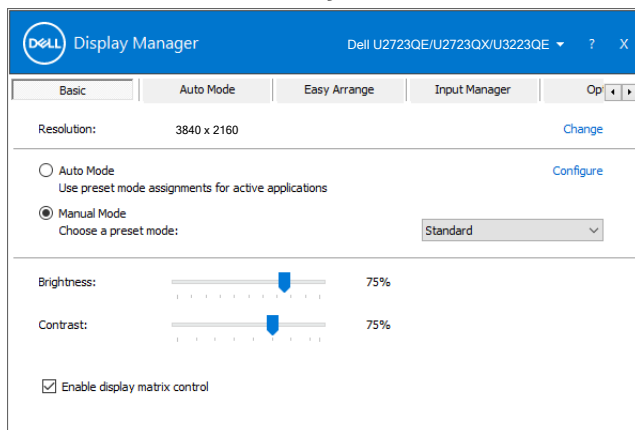 DELL Display Manager Dell U2723QE/U2723QX/U3223QE ? X
Basic Auto Mode Easy Arrange Input Manager Op
Resolution: 3840 x 2160 Change
Auto Mode Configure
Use preset mode assignments for active applications
Manual Mode
Choose a preset mode: Standard
Brightness: 75%
Contrast: 75%
Enable display matrix control